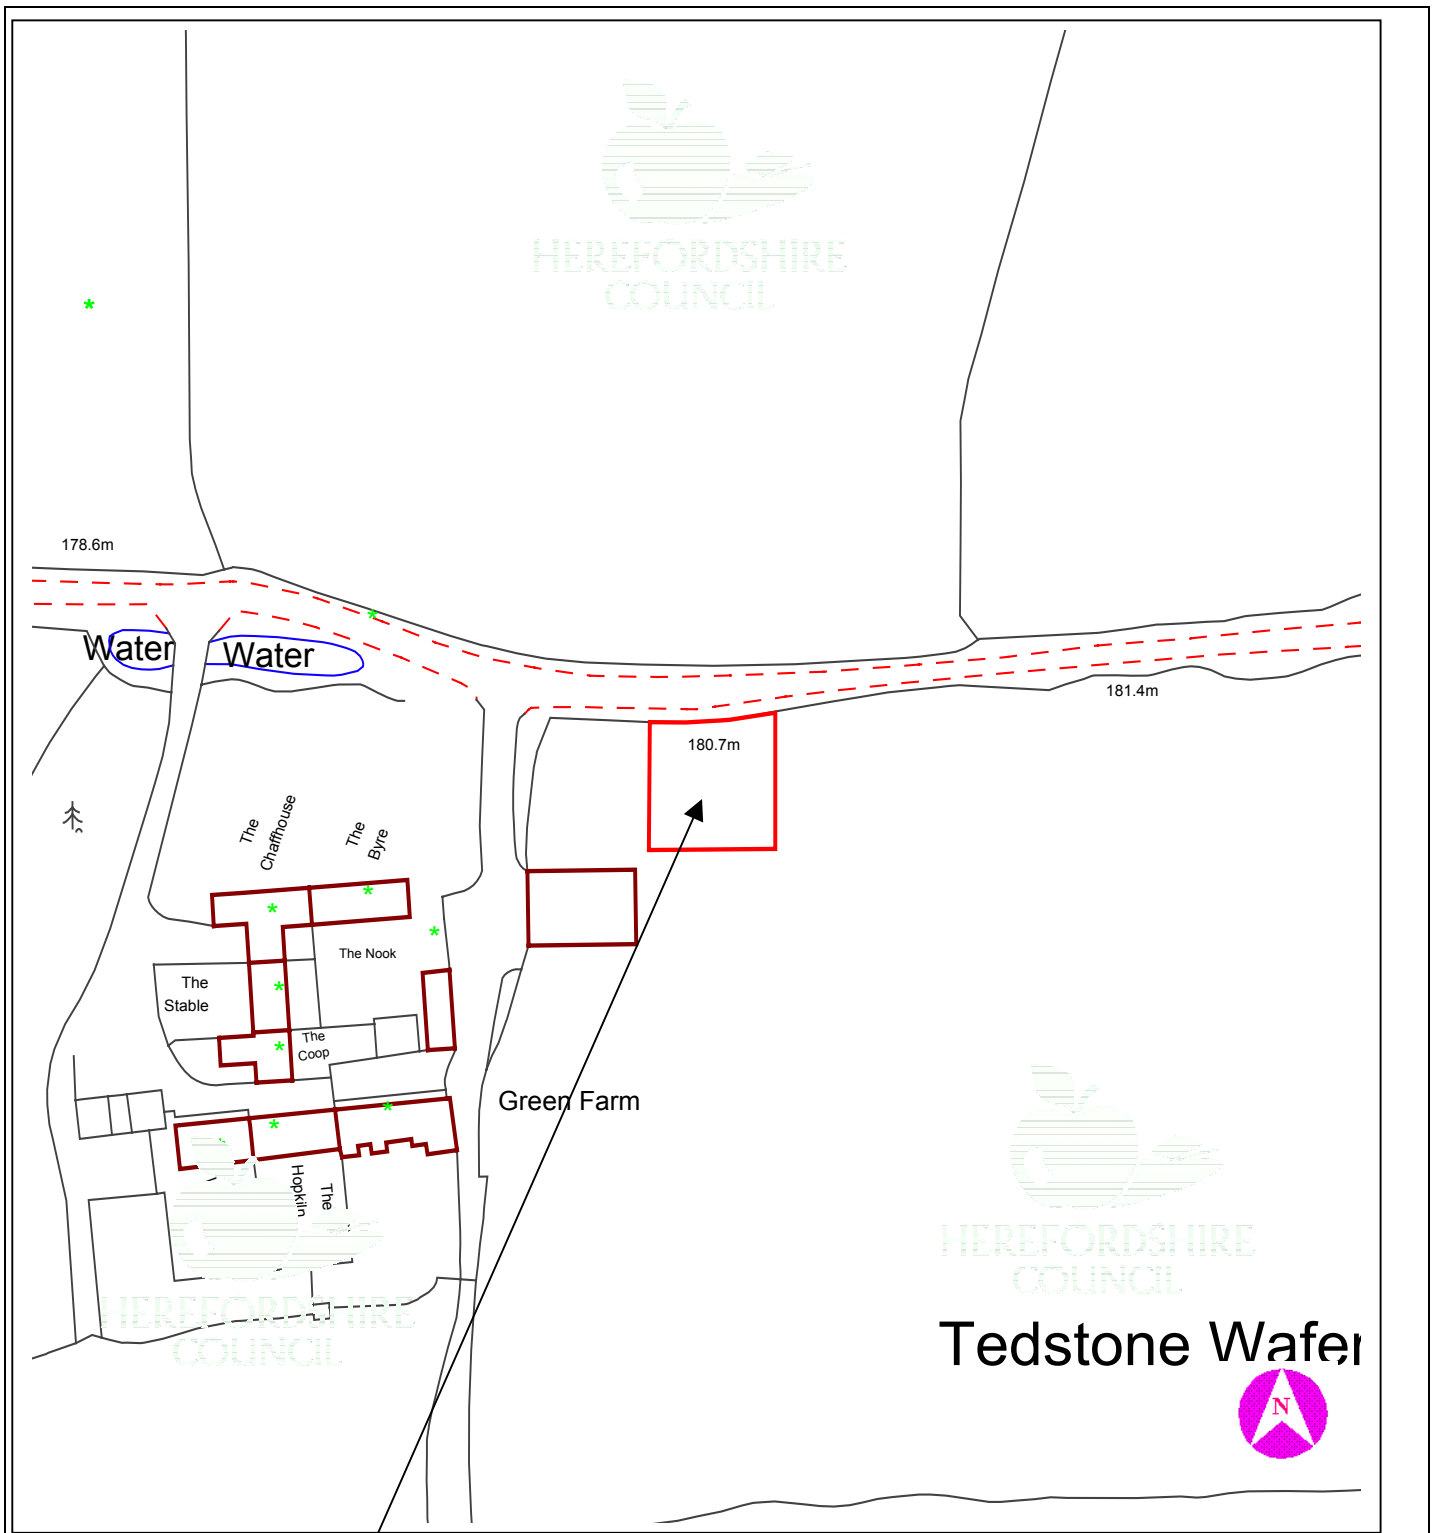 HEREFORDSHIRE
COUNCIL
178.6m
Water
Water
181.4m
180.7m
The
Chaffhouse
The
Byre
The Nook
The
Stable
The
Coop
Green Farm
The
Hopkiln
HEREFORDSHIRE
COUNCIL
HEREFORDSHIRE
COUNCIL
Tedstone Wafer
N